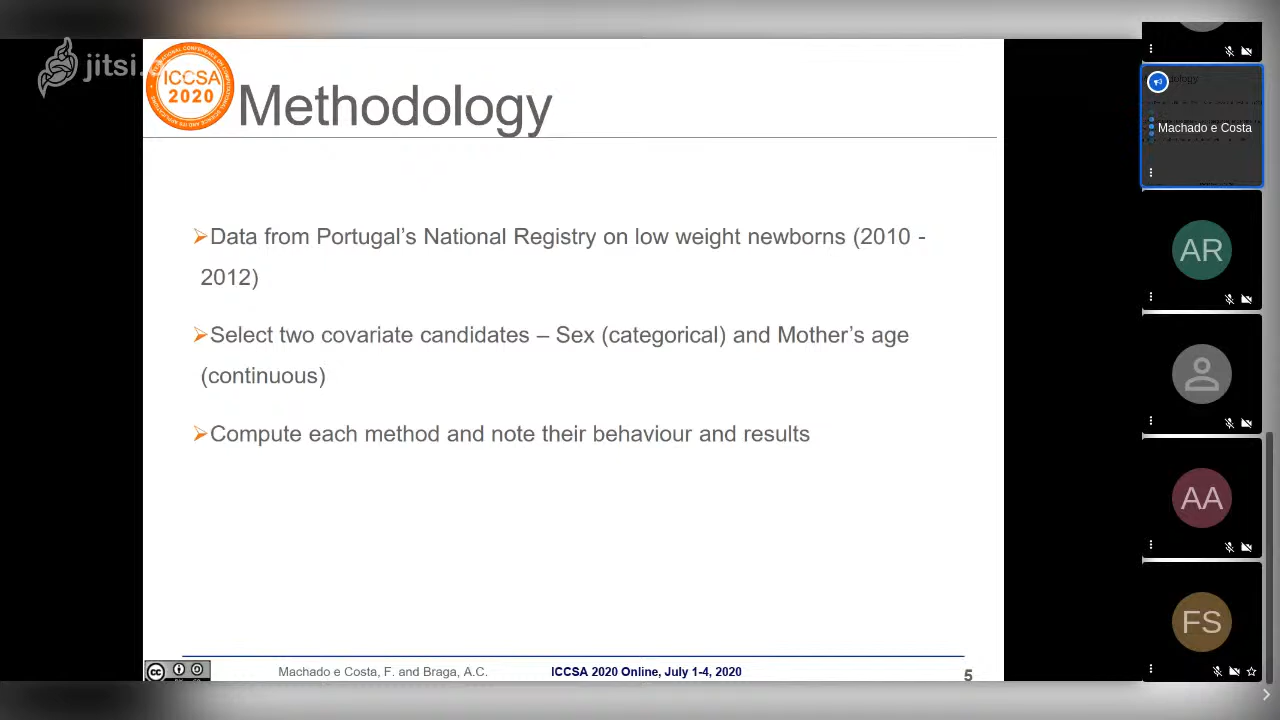 jitsi.
ICCSA
2020
Methodology
➢Data from Portugal's National Registry on low weight newborns (2010 -
2012)
➢Select two covariate candidates – Sex (categorical) and Mother's age
(continuous)
➢Compute each method and note their behaviour and results
Machado e Costa, F. and Braga, A.C.
ICCSA 2020 Online, July 1-4, 2020
5
Machado e Costa
AR
AA
FS